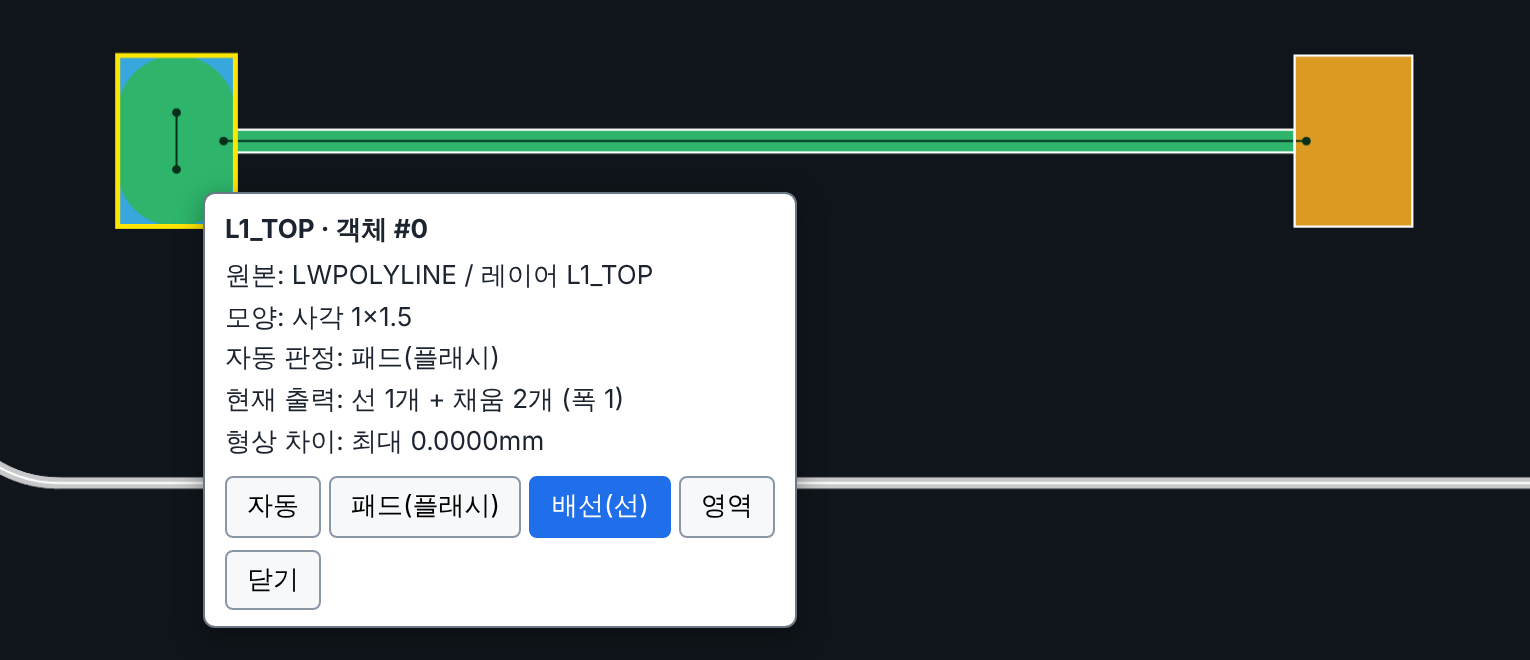 L1_TOP · 객체 #0
원본: LWPOLYLINE / 레이어 L1_TOP
모양: 사각 1×1.5
자동 판정: 패드(플래시)
현재 출력: 선 1개 + 채움 2개 (폭 1)
형상 차이: 최대 0.0000mm
자동 패드(플래시) 배선(선) 영역
닫기